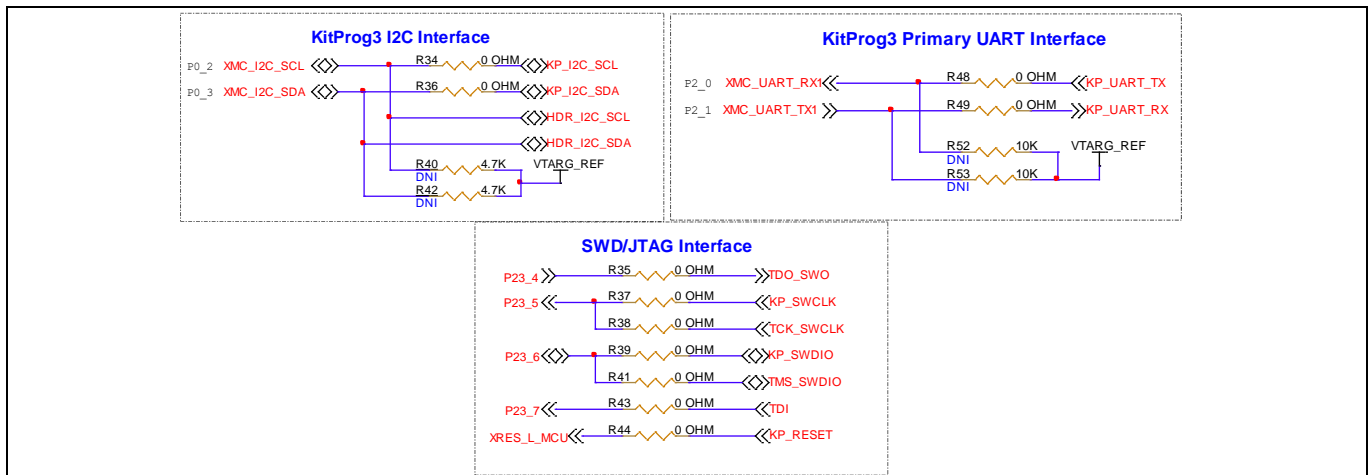 KitProg3 I2C Interface
P0_2 XMC_I2C_SCL R34 0 OHM KP_I2C_SCL
P0_3 XMC_I2C_SDA R36 0 OHM KP_I2C_SDA
HDR_I2C_SCL
HDR_I2C_SDA
R40 4.7K VTARG_REF
DNI
R42 4.7K
DNI
KitProg3 Primary UART Interface
P2_0 XMC_UART_RX1 R48 0 OHM KP_UART_TX
P2_1 XMC_UART_TX1 R49 0 OHM KP_UART_RX
R52 10K VTARG_REF
DNI
R53 10K
DNI
SWD/JTAG Interface
P23_4 R35 0 OHM TDO_SWO
P23_5 R37 0 OHM KP_SWCLK
R38 0 OHM TCK_SWCLK
P23_6 R39 0 OHM KP_SWDIO
R41 0 OHM TMS_SWDIO
P23_7 R43 0 OHM TDI
XRES_L_MCU R44 0 OHM KP_RESET